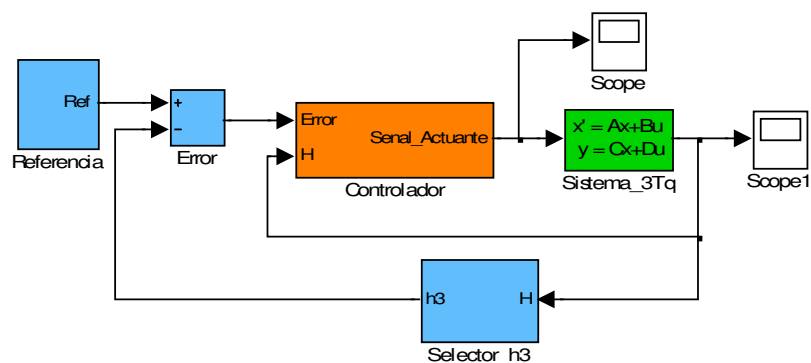 Scope
Ref
Referencia
+
−
Error
Error
H
Senal_Actuante
Controlador
x' = Ax+Bu
y = Cx+Du
Sistema_3Tq
Scope1
h3
H
Selector h3